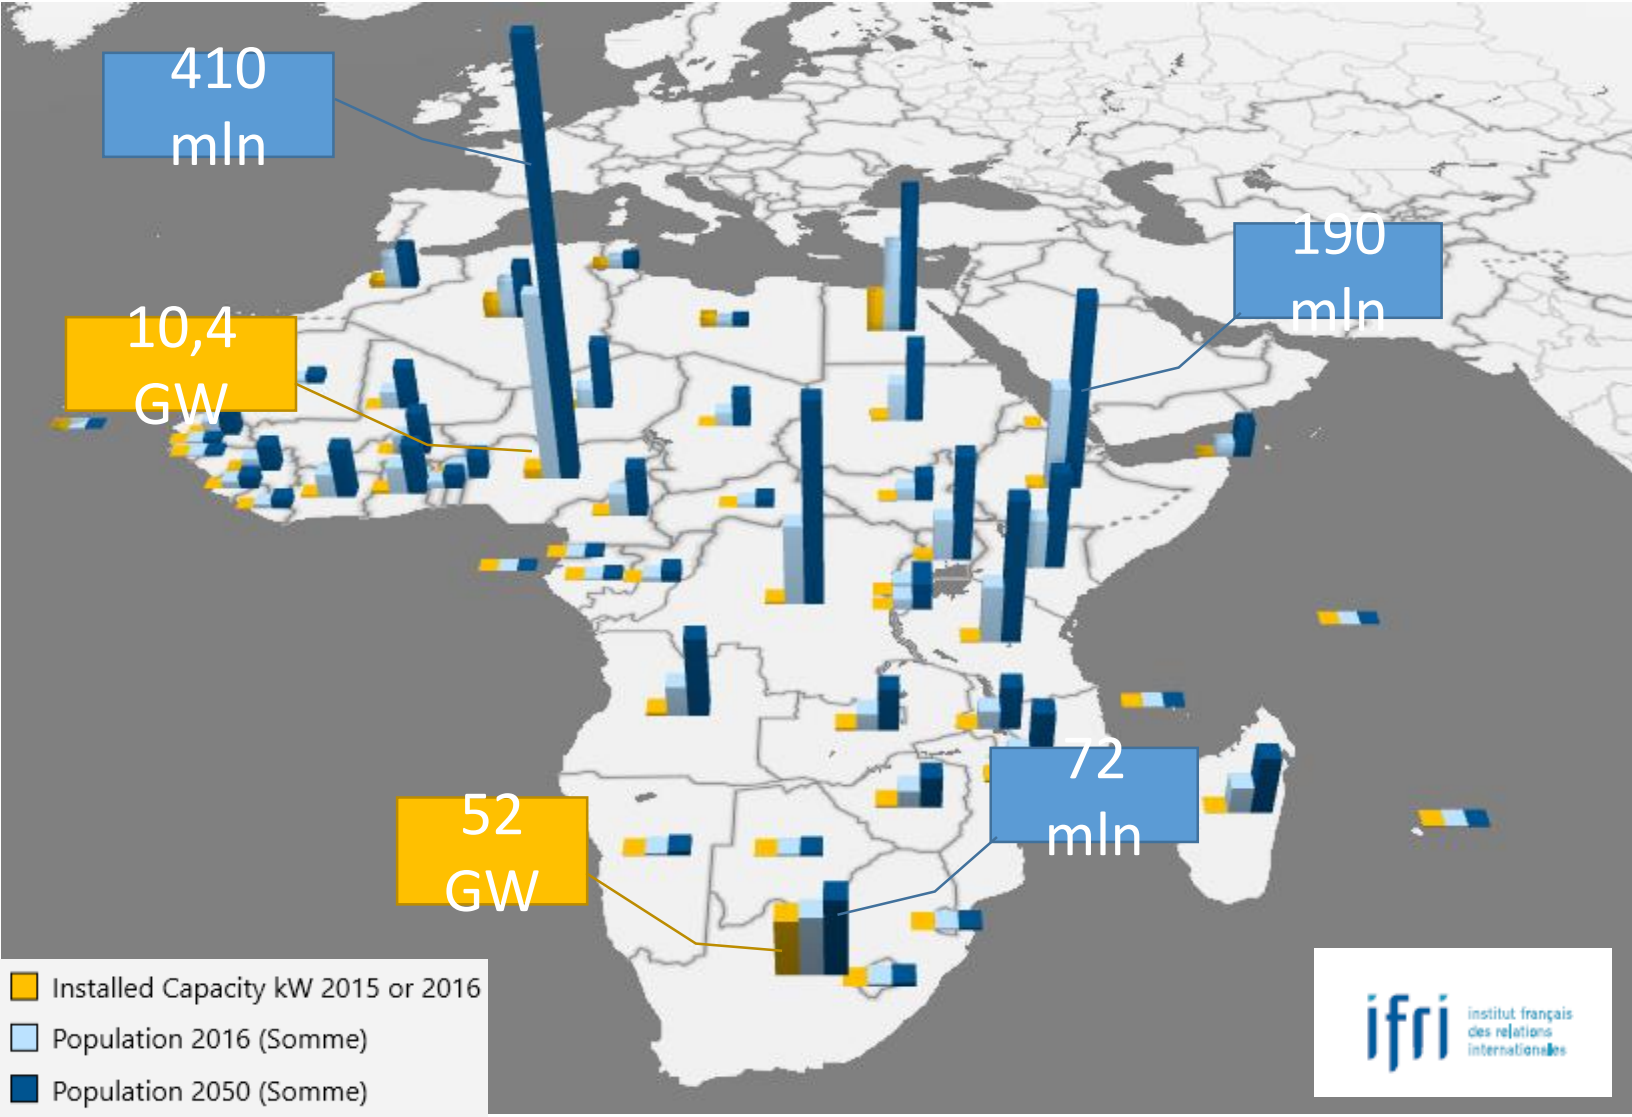 410
mln
190
mln
10,4
GW
72
mln
52
GW
Installed Capacity kW 2015 or 2016
Population 2016 (Somme)
Population 2050 (Somme)
ifri
institut français
des relations
internationales